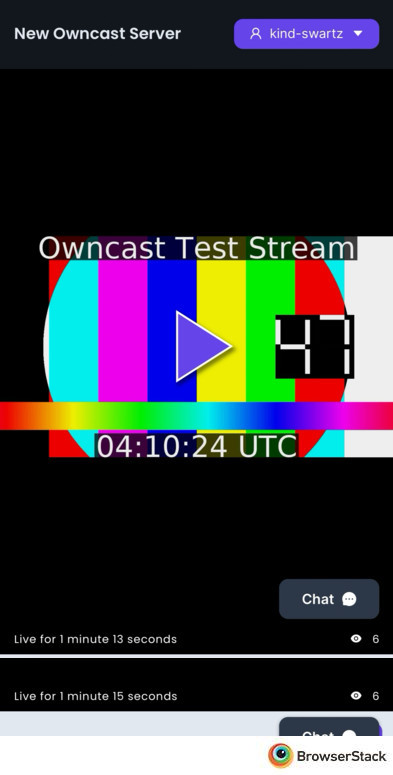 New Owncast Server
kind-swartz
Owncast Test Stream
47
04:10:24 UTC
Chat
Live for 1 minute 13 seconds 6
Live for 1 minute 15 seconds 6
Chat
BrowserStack